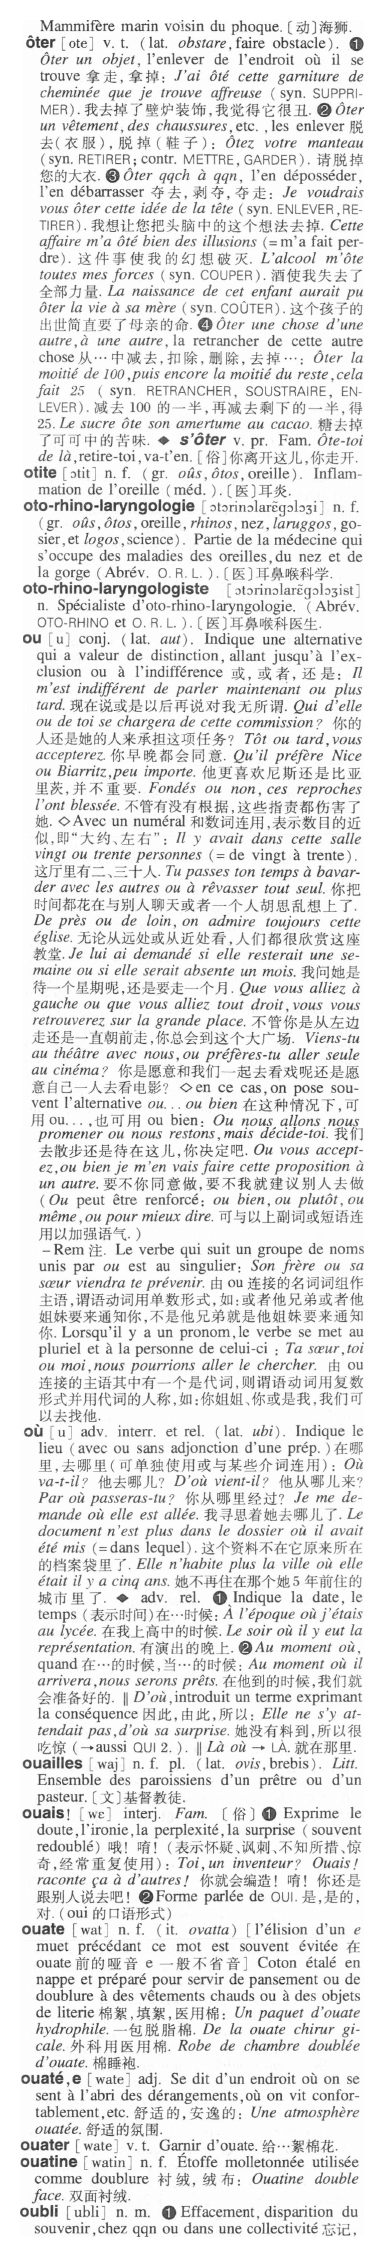 Mammifère marin voisin du phoque.〔动〕海狮.
ôter [ote] v. t. (lat. obstare, faire obstacle). ❶
Ôter un objet, l'enlever de l'endroit où il se
trouve 拿走, 拿掉: J'ai ôté cette garniture de
cheminée que je trouve affreuse (syn. SUPPRI-
MER). 我去掉了壁炉装饰, 我觉得它很丑. ❷ Ôter
un vêtement, des chaussures, etc., les enlever 脱
去(衣服), 脱掉(鞋子): Ôtez votre manteau
(syn. RETIRER; contr. METTRE, GARDER). 请脱掉
您的大衣. ❸ Ôter qqch à qqn, l'en déposséder,
l'en débarrasser 夺去, 剥夺, 夺走: Je voudrais
vous ôter cette idée de la tête (syn. ENLEVER, RE-
TIRER). 我想让您把头脑中的这个想法去掉. Cette
affaire m'a ôté bien des illusions (= m'a fait per-
dre). 这件事使我的幻想破灭. L'alcool m'ôte
toutes mes forces (syn. COUPER). 酒使我失去了
全部力量. La naissance de cet enfant aurait pu
ôter la vie à sa mère (syn. COÛTER). 这个孩子的
出世简直要了母亲的命. ❹ Ôter une chose d'une
autre, à une autre, la retrancher de cette autre
chose 从…中减去, 扣除, 删除, 去掉…: Ôter la
moitié de 100, puis encore la moitié du reste, cela
fait 25 ( syn. RETRANCHER, SOUSTRAIRE, EN-
LEVER). 减去 100 的一半, 再减去剩下的一半, 得
25. Le sucre ôte son amertume au cacao. 糖去掉
了可可中的苦味. ◆ s'ôter v. pr. Fam. Ôte-toi
de là, retire-toi, va-t'en. [俗]你离开这儿, 你走开.
otite [ɔtit] n. f. (gr. oûs, ôtos, oreille). Inflam-
mation de l'oreille (méd.).〔医〕耳炎.
oto-rhino-laryngologie [ɔtɔrinɔlarɛ̃gɔlɔʒi] n. f.
(gr. oûs, ôtos, oreille, rhinos, nez, laruggos, go-
sier, et logos, science). Partie de la médecine qui
s'occupe des maladies des oreilles, du nez et de
la gorge (Abrév. O. R. L.).〔医〕耳鼻喉科学.
oto-rhino-laryngologiste [ɔtɔrinɔlarɛ̃gɔlɔʒist]
n. Spécialiste d'oto-rhino-laryngologie. (Abrév.
OTO-RHINO et O. R. L.).〔医〕耳鼻喉科医生.
ou [u] conj. (lat. aut). Indique une alternative
qui a valeur de distinction, allant jusqu'à l'ex-
clusion ou à l'indifférence 或, 或者, 还是: Il
m'est indifférent de parler maintenant ou plus
tard. 现在说或是以后再说对我无所谓. Qui d'elle
ou de toi se chargera de cette commission? 你的
人还是她的人来承担这项任务? Tôt ou tard, vous
accepterez. 你早晚都会同意. Qu'il préfère Nice
ou Biarritz, peu importe. 他更喜欢尼斯还是比亚
里茨, 并不重要. Fondés ou non, ces reproches
l'ont blessée. 不管有没有根据, 这些指责都伤害了
她. ◇Avec un numéral 和数词连用, 表示数目的近
似, 即“大约、左右”: Il y avait dans cette salle
vingt ou trente personnes (= de vingt à trente).
这厅里有二、三十人. Tu passes ton temps à bavar-
der avec les autres ou à rêvasser tout seul. 你把
时间都花在与别人聊天或者一个人胡思乱想上了.
De près ou de loin, on admire toujours cette
église. 无论从远处或从近处看, 人们都很欣赏这座
教堂. Je lui ai demandé si elle resterait une se-
maine ou si elle serait absente un mois. 我问她是
待一个星期呢, 还是要走一个月. Que vous alliez à
gauche ou que vous alliez tout droit, vous vous
retrouverez sur la grande place. 不管你是从左边
走还是一直朝前走, 你总会到这个大广场. Viens-tu
au théâtre avec nous, ou préfères-tu aller seule
au cinéma? 你是愿意和我们一起去看戏呢还是愿
意自己一人去看电影? ◇en ce cas, on pose sou-
vent l'alternative ou... ou bien 在这种情况下, 可
用 ou..., 也可用 ou bien: Ou nous allons nous
promener ou nous restons, mais décide-toi. 我们
去散步还是待在这儿, 你决定吧. Ou vous accept-
ez, ou bien je m'en vais faire cette proposition à
un autre. 要不你同意做, 要不我就建议别人去做
(Ou peut être renforcé: ou bien, ou plutôt, ou
même, ou pour mieux dire. 可与以上副词或短语连
用以加强语气.)
–Rem 注. Le verbe qui suit un groupe de noms
unis par ou est au singulier: Son frère ou sa
sœur viendra te prévenir. 由 ou 连接的名词词组作
主语, 谓语动词用单数形式, 如: 或者他兄弟或者他
姐妹要来通知你, 不是他兄弟就是他姐妹要来通知
你. Lorsqu'il y a un pronom, le verbe se met au
pluriel et à la personne de celui-ci : Ta sœur, toi
ou moi, nous pourrions aller le chercher. 由 ou
连接的主语其中有一个是代词, 则谓语动词用复数
形式并用代词的人称, 如: 你姐姐、你或是我, 我们可
以去找他.
où [u] adv. interr. et rel. (lat. ubi). Indique le
lieu (avec ou sans adjonction d'une prép.) 在哪
里, 去哪里(可单独使用或与某些介词连用): Où
va-t-il? 他去哪儿? D'où vient-il? 他从哪儿来?
Par où passeras-tu? 你从哪里经过? Je me de-
mande où elle est allée. 我寻思着她去哪儿了. Le
document n'est plus dans le dossier où il avait
été mis (= dans lequel). 这个资料不在它原来所在
的档案袋里了. Elle n'habite plus la ville où elle
était il y a cinq ans. 她不再住在那个她 5 年前住的
城市里了. ◆ adv. rel. ❶ Indique la date, le
temps (表示时间)在…时候: À l'époque où j'étais
au lycée. 在我上高中的时候. Le soir où il y eut la
représentation. 有演出的晚上. ❷ Au moment où,
quand 在…的时候, 当…的时候: Au moment où il
arrivera, nous serons prêts. 在他到的时候, 我们就
会准备好的. ‖ D'où, introduit un terme exprimant
la conséquence 因此, 由此, 所以: Elle ne s'y at-
tendait pas, d'où sa surprise. 她没有料到, 所以很
吃惊 (→aussi QUI 2.). ‖ Là où → LÀ. 就在那里.
ouailles [waj] n. f. pl. (lat. ovis, brebis). Litt.
Ensemble des paroissiens d'un prêtre ou d'un
pasteur. [文]基督教徒.
ouais! [wɛ] interj. Fam. [俗] ❶ Exprime le
doute, l'ironie, la perplexité, la surprise (souvent
redoublé) 哦! 唷! (表示怀疑、讽刺、不知所措、惊
奇, 经常重复使用): Toi, un inventeur? Ouais!
raconte ça à d'autres! 你就会编造! 唷! 你还是
跟别人说去吧! ❷ Forme parlée de OUI. 是, 是的,
对. (oui 的口语形式)
ouate [wat] n. f. (it. ovatta) [l'élision d'un e
muet précédant ce mot est souvent évitée 在
ouate 前的哑音 e 一般不省音] Coton étalé en
nappe et préparé pour servir de pansement ou de
doublure à des vêtements chauds ou à des objets
de literie 棉絮, 填絮, 医用棉: Un paquet d'ouate
hydrophile. 一包脱脂棉. De la ouate chirur gi-
cale. 外科用医用棉. Robe de chambre doublée
d'ouate. 棉睡袍.
ouaté, e [wate] adj. Se dit d'un endroit où on se
sent à l'abri des dérangements, où on vit confor-
tablement, etc. 舒适的, 安逸的: Une atmosphère
ouatée. 舒适的氛围.
ouater [wate] v. t. Garnir d'ouate. 给…絮棉花.
ouatine [watin] n. f. Étoffe molletonnée utilisée
comme doublure 衬绒, 绒布: Ouatine double
face. 双面衬绒.
oubli [ubli] n. m. ❶ Effacement, disparition du
souvenir, chez qqn ou dans une collectivité 忘记,